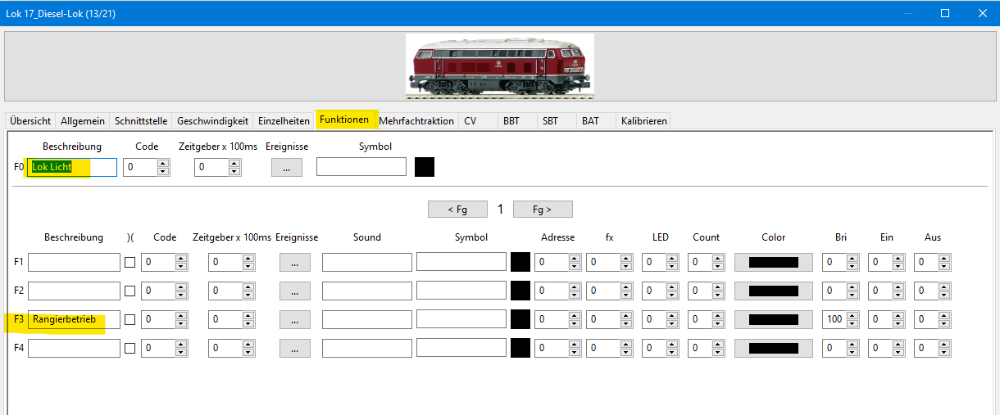 Lok 17_Diesel-Lok (13/21)
Übersicht Allgemein Schnittstelle Geschwindigkeit Einzelheiten Funktionen Mehrfachtraktion CV BBT SBT BAT Kalibrieren
Beschreibung Code Zeitgeber x 100ms Ereignisse Symbol
F0 Lok Licht 0 0 ...
< Fg 1 Fg >
Beschreibung )( Code Zeitgeber x 100ms Ereignisse Sound Symbol Adresse fx LED Count Color Bri Ein Aus
F1 0 0 ... 0 0 0 0 0 0 0
F2 0 0 ... 0 0 0 0 0 0 0
F3 Rangierbetrieb 0 0 ... 0 0 0 0 100 0 0
F4 0 0 ... 0 0 0 0 0 0 0